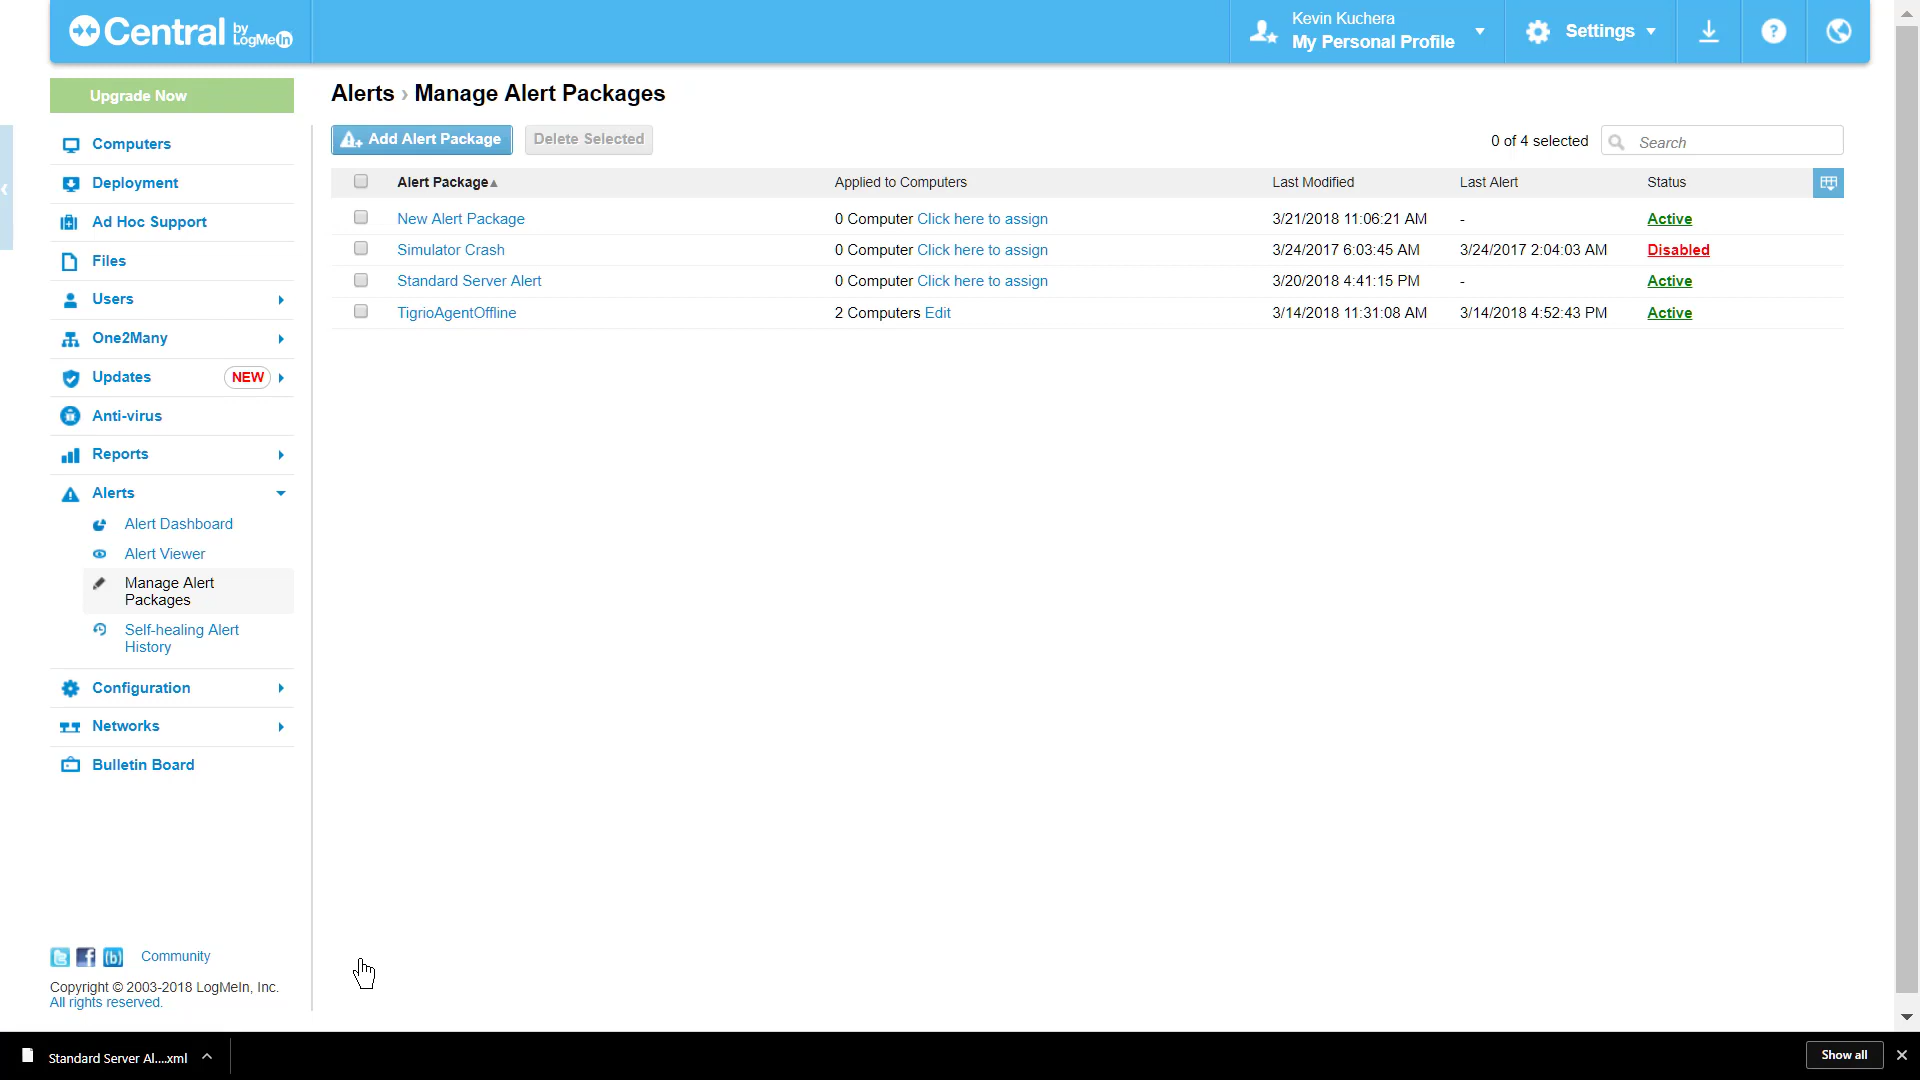 Central by LogMeIn
Kevin Kuchera
My Personal Profile
Settings
?
Upgrade Now
Alerts › Manage Alert Packages
Add Alert Package
Delete Selected
0 of 4 selected
Search
Computers
Deployment
Ad Hoc Support
Files
Users
One2Many
Updates NEW
Anti-virus
Reports
Alerts
Alert Dashboard
Alert Viewer
Manage Alert
Packages
Self-healing Alert
History
Configuration
Networks
Bulletin Board
Alert Package▲ Applied to Computers Last Modified Last Alert Status
New Alert Package 0 Computer Click here to assign 3/21/2018 11:06:21 AM - Active
Simulator Crash 0 Computer Click here to assign 3/24/2017 6:03:45 AM 3/24/2017 2:04:03 AM Disabled
Standard Server Alert 0 Computer Click here to assign 3/20/2018 4:41:15 PM - Active
TigrioAgentOffline 2 Computers Edit 3/14/2018 11:31:08 AM 3/14/2018 4:52:43 PM Active
Community
Copyright © 2003-2018 LogMeIn, Inc.
All rights reserved.
Standard Server Al....xml
Show all